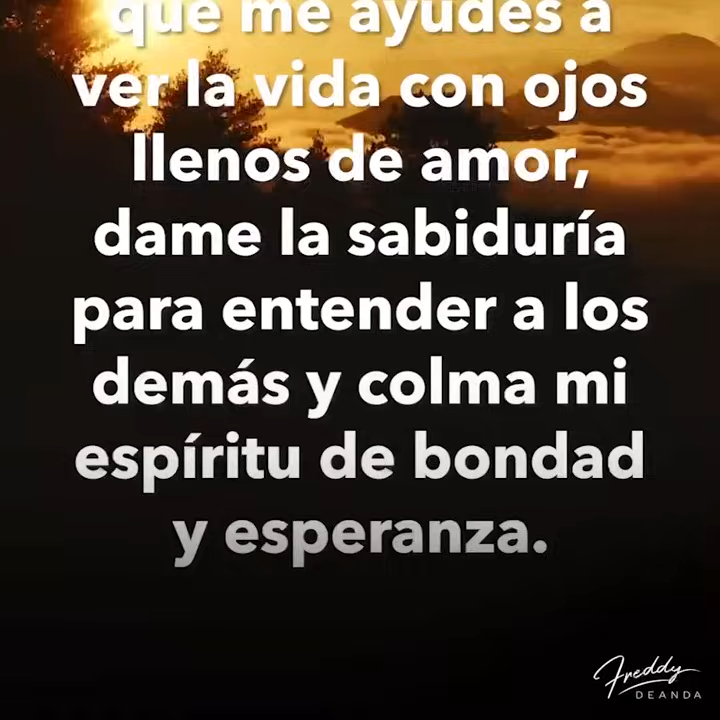 que me ayudes a
ver la vida con ojos
llenos de amor,
dame la sabiduría
para entender a los
demás y colma mi
espíritu de bondad
y esperanza.
Freddy
DEANDA